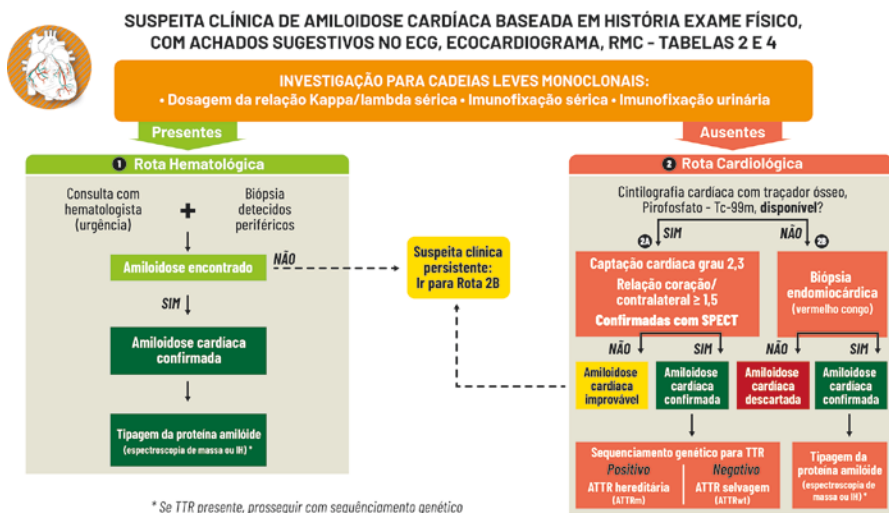 SUSPEITA CLÍNICA DE AMILOIDOSE CARDÍACA BASEADA EM HISTÓRIA EXAME FÍSICO,
COM ACHADOS SUGESTIVOS NO ECG, ECOCARDIOGRAMA, RMC - TABELAS 2 E 4
INVESTIGAÇÃO PARA CADEIAS LEVES MONOCLONAIS:
• Dosagem da relação Kappa/lambda sérica • Imunofixação sérica • Imunofixação urinária
Presentes
Ausentes
1 Rota Hematológica
Consulta com
hematologista
(urgência)
+
Biópsia
detecidos
periféricos
Amiloidose encontrado
NÃO
SIM
Amiloidose cardíaca
confirmada
Tipagem da proteína amilóide
(espectroscopia de massa ou IH) *
* Se TTR presente, prosseguir com seqüênciamento genético
Suspeita clínica
persistente:
Ir para Rota 2B
2 Rota Cardiológica
Cintilografia cardíaca com traçador ósseo,
Pirofosfato - Tc-99m, disponível?
2A SIM
NÃO 2B
Captação cardíaca grau 2,3
Relação coração/
contralateral ≥ 1,5
Confirmadas com SPECT
Biópsia
endomiocárdica
(vermelho congo)
NÃO
SIM
NÃO
SIM
Amiloidose
cardíaca
improvável
Amiloidose
cardíaca
confirmada
Amiloidose
cardíaca
descartada
Amiloidose
cardíaca
confirmada
Sequenciamento genético para TTR
Positivo
ATTR hereditária
(ATTRm)
Negativo
ATTR selvagem
(ATTRwt)
Tipagem da
proteína amilóide
(espectroscopia de
massa ou IH) *